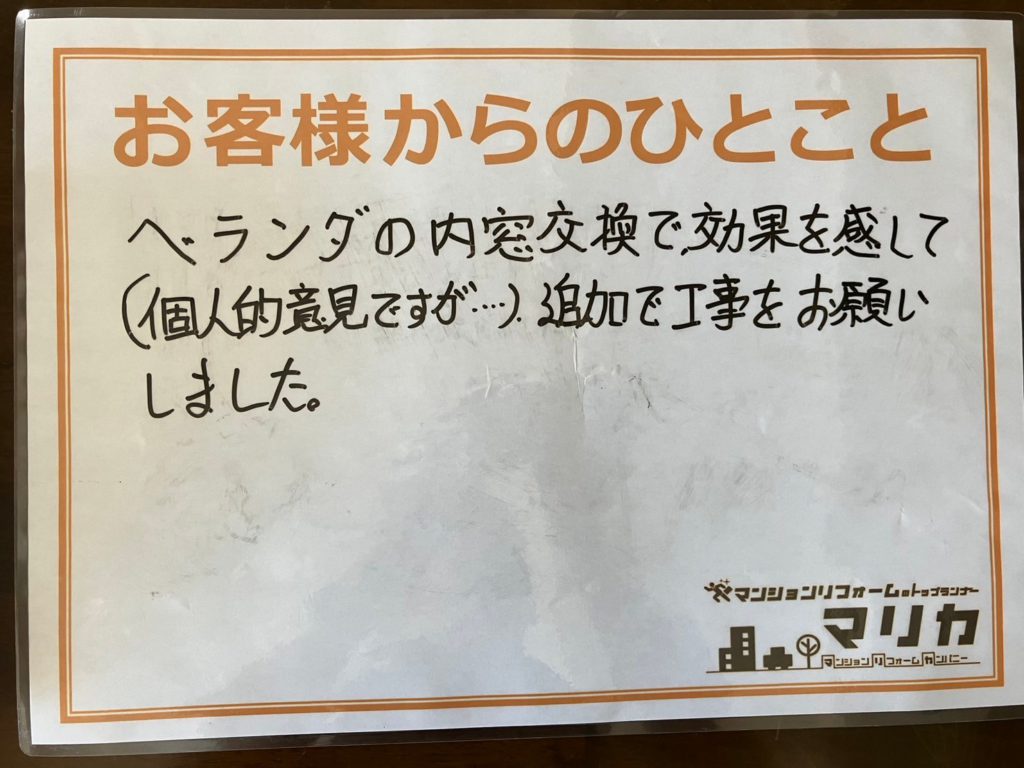 お客様からのひとこと
ベランダの内窓交換で効果を感して
(個人的意見ですが…)、追加で工事をお願い
しました。
マンションリフォームのトップランナー
マリカ
マンションリフォームカンパニー